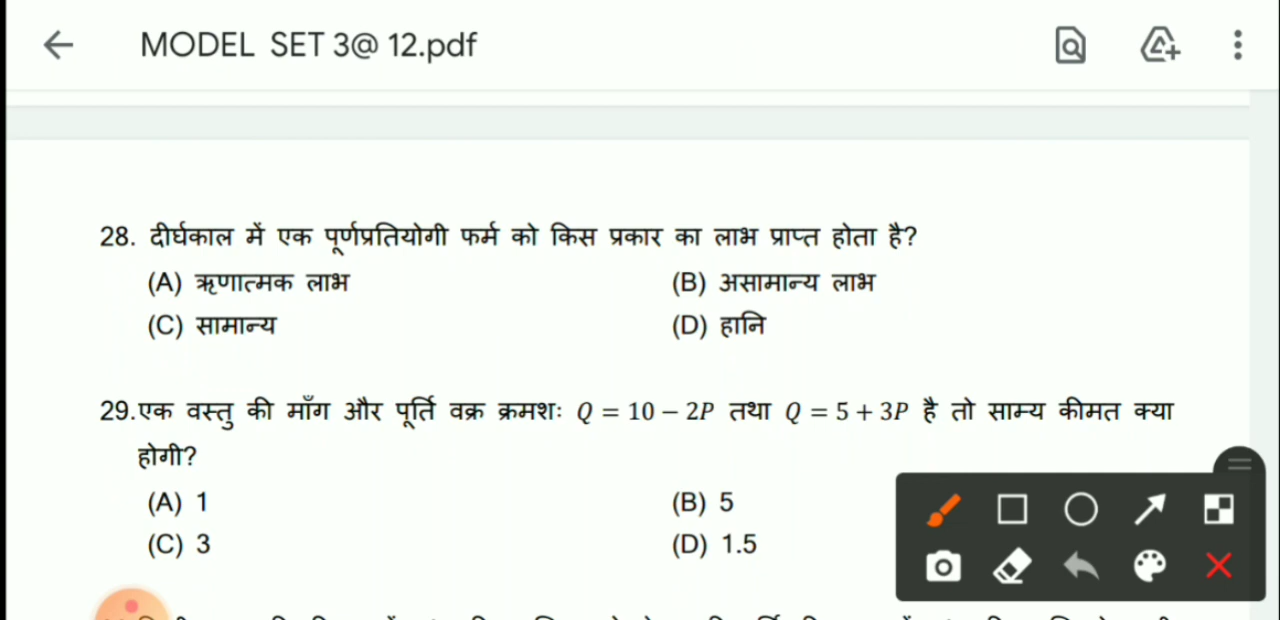 MODEL SET 3@ 12.pdf
28. दीर्घकाल में एक पूर्णप्रतियोगी फर्म को किस प्रकार का लाभ प्राप्त होता है?
(A) ऋणात्मक लाभ (B) असामान्य लाभ
(C) सामान्य (D) हानि
29.एक वस्तु की माँग और पूर्ति वक्र क्रमशः Q = 10 − 2P तथा Q = 5 + 3P है तो साम्य कीमत क्या
होगी?
(A) 1 (B) 5
(C) 3 (D) 1.5